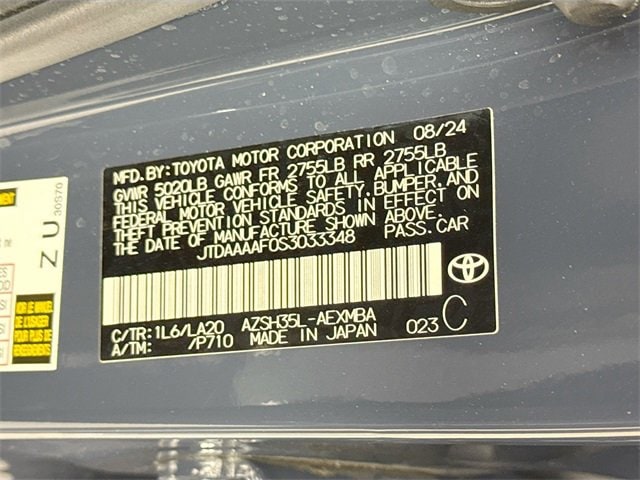 MFD. BY: TOYOTA MOTOR CORPORATION 08/24
GVWR 5020LB GAWR FR 2755LB RR 2755LB
THIS VEHICLE CONFORMS TO ALL APPLICABLE
FEDERAL MOTOR VEHICLE SAFETY, BUMPER, AND
THEFT PREVENTION STANDARDS IN EFFECT ON
THE DATE OF MANUFACTURE SHOWN ABOVE.
JTDAAAAF0S3033348 PASS. CAR
C/TR: 1L6/LA20 AZSH35L-AEXMBA
A/TM: /P710 MADE IN JAPAN 023 C
ZU
30S70